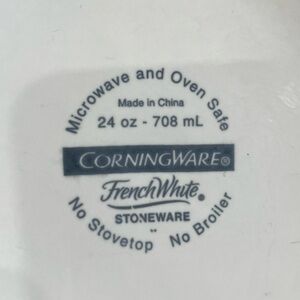 Microwave and Oven Safe
Made in China
24 oz - 708 mL
CORNINGWARE®
French White®
STONEWARE
No Stovetop No Broiler